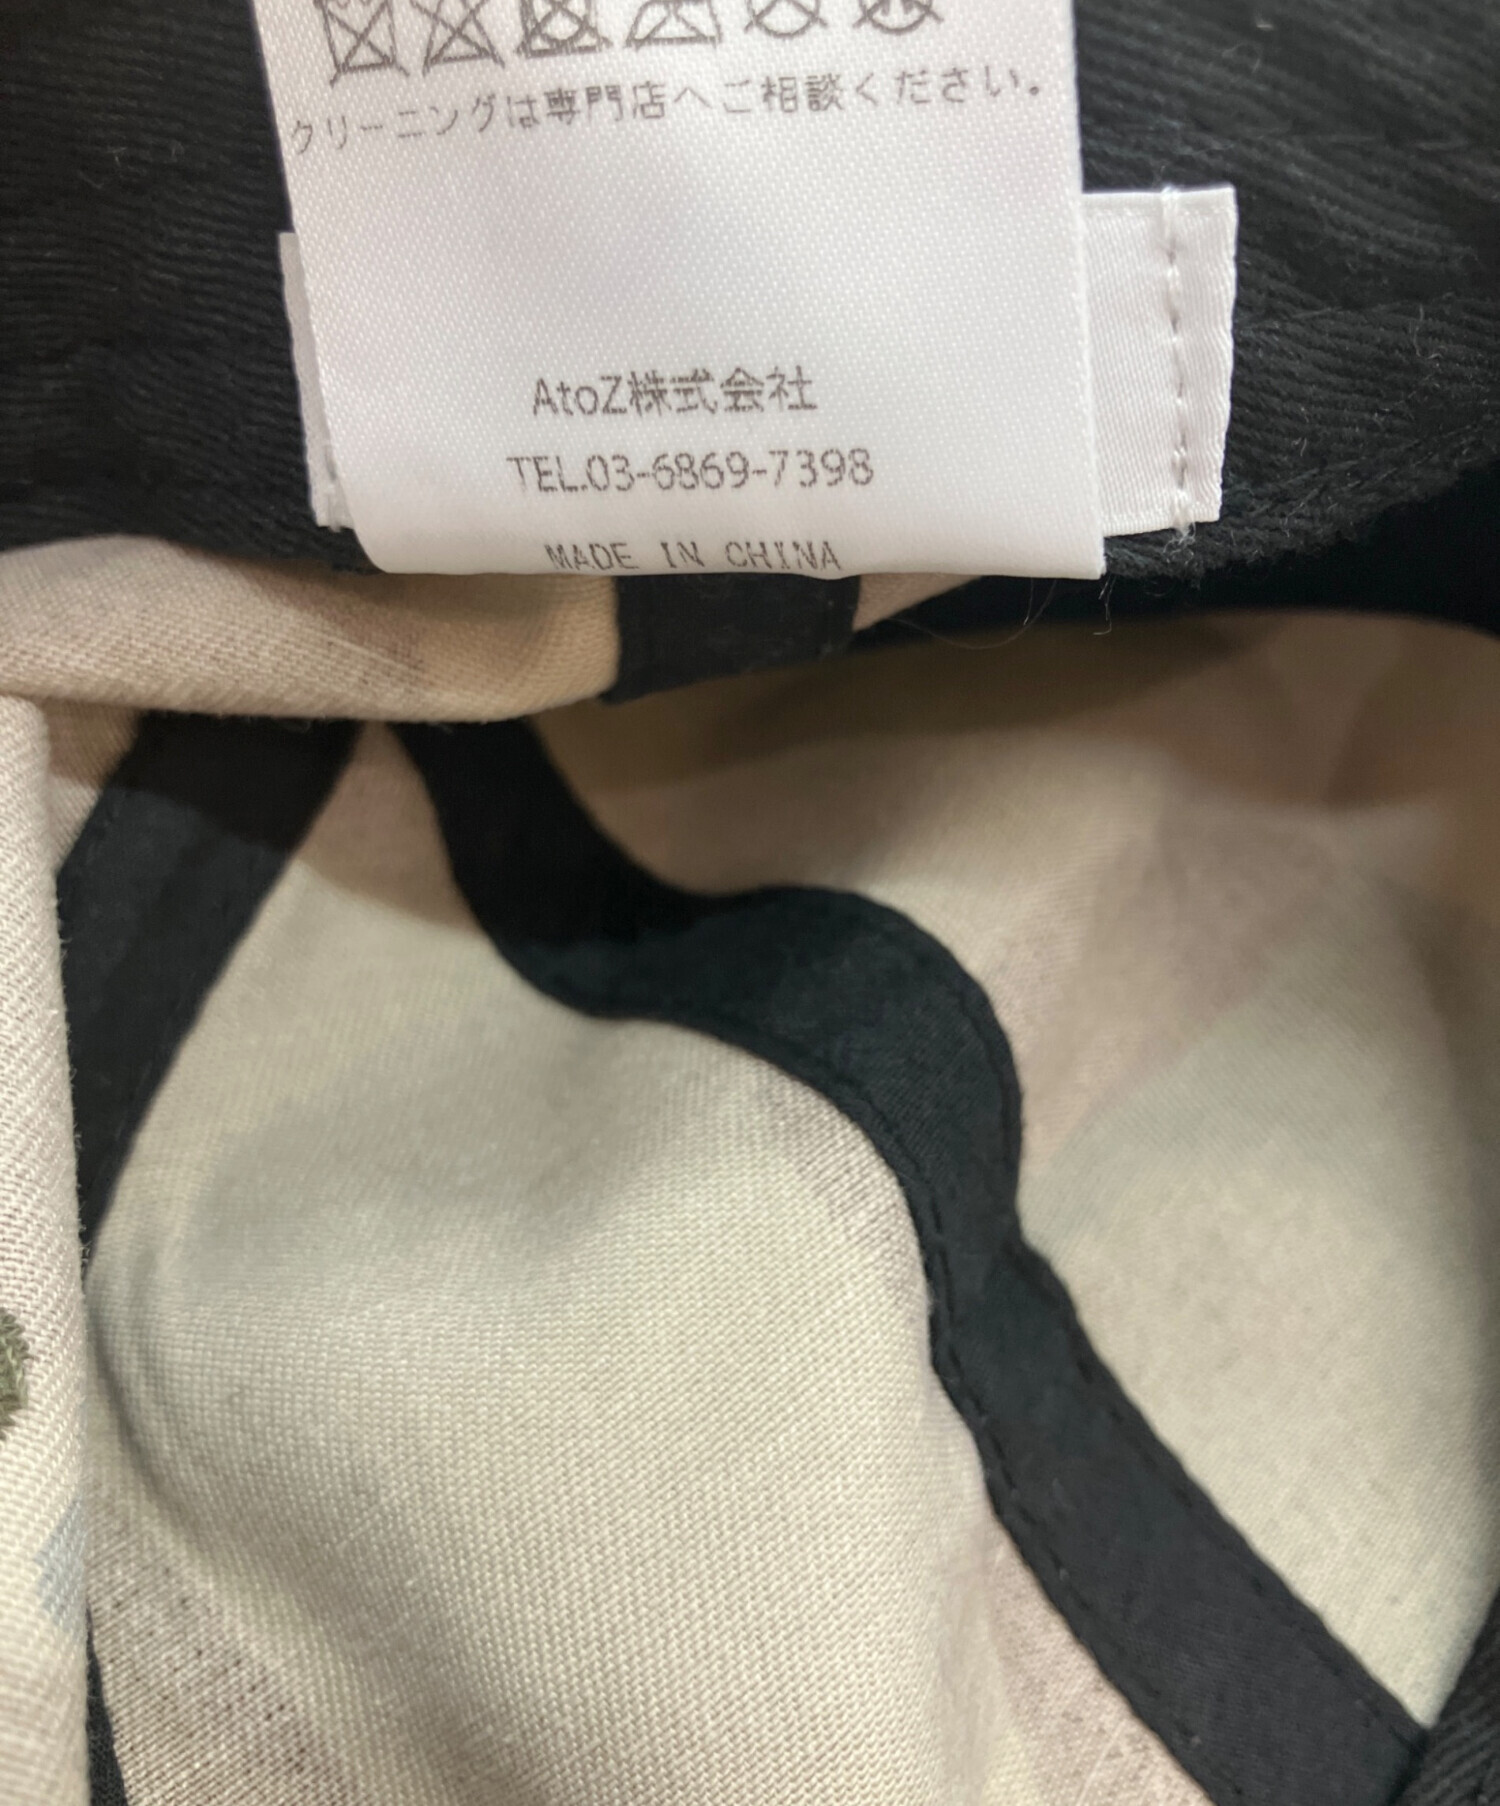 クリーニングは専門店へご相談ください。
AtoZ株式会社
TEL.03-6869-7398
MADE IN CHINA